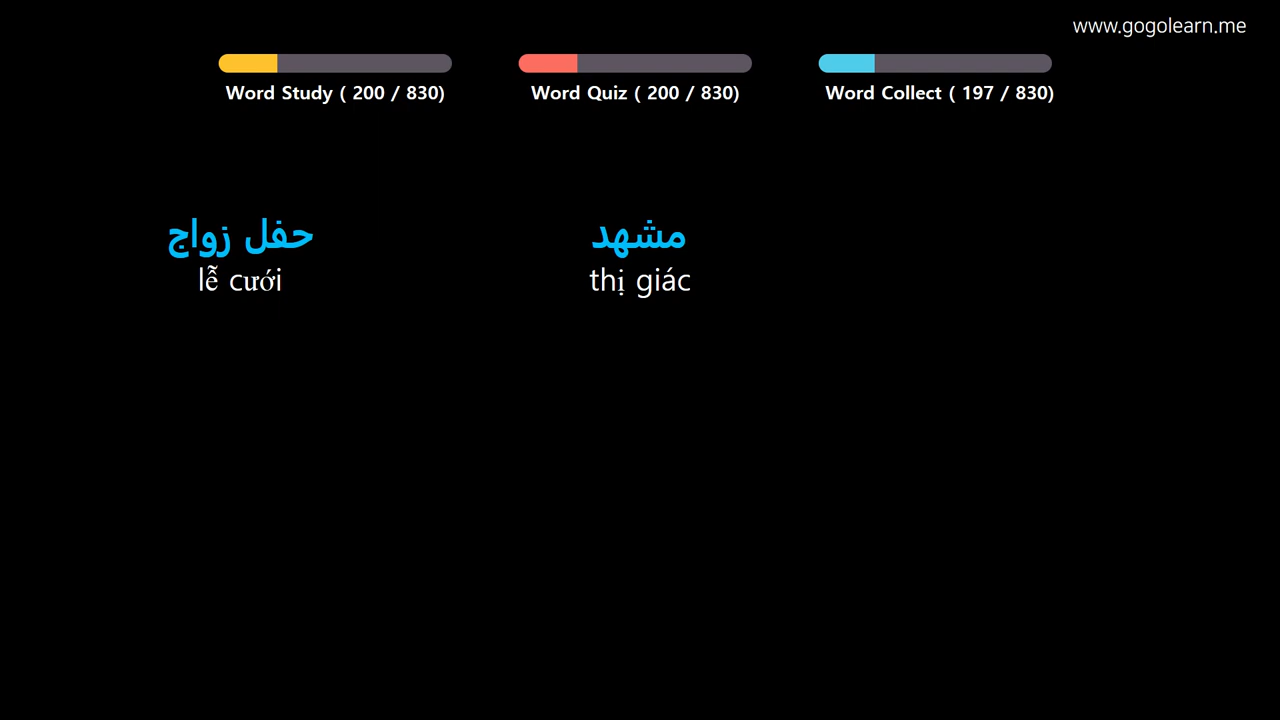 www.gogolearn.me
Word Study ( 200 / 830)
Word Quiz ( 200 / 830)
Word Collect ( 197 / 830)
حفل زواج
lễ cưới
مشهد
thị giác